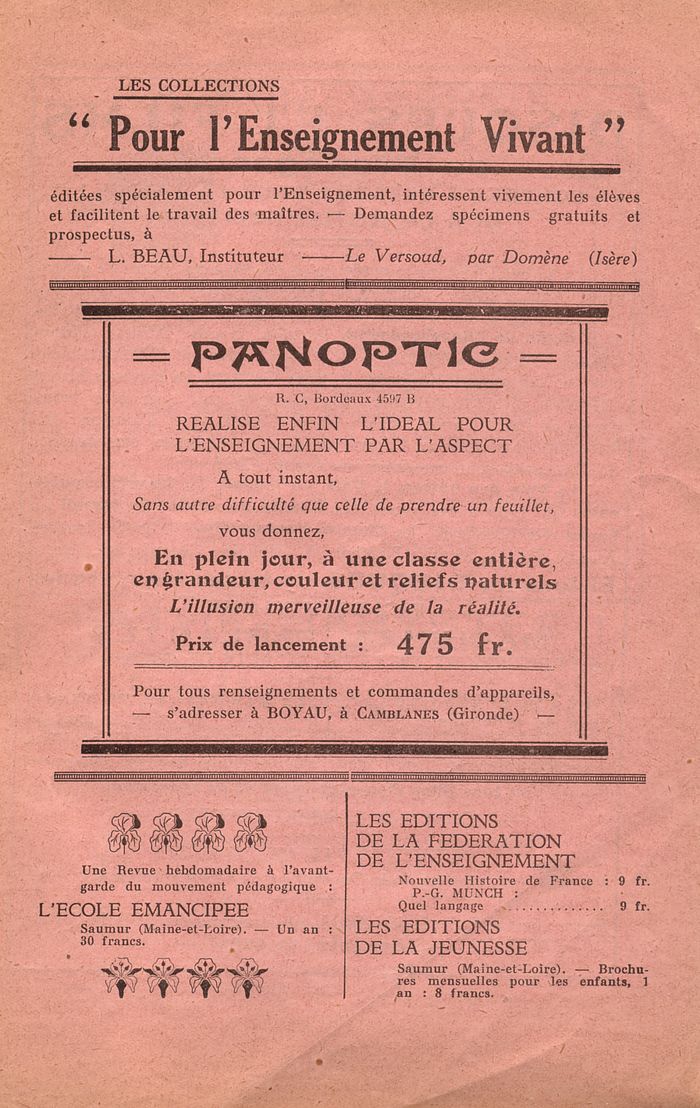 LES COLLECTIONS
“ Pour l'Enseignement Vivant ”
éditées spécialement pour l'Enseignement, intéressent vivement les élèves
et facilitent le travail des maîtres. — Demandez spécimens gratuits et
prospectus, à
—— L. BEAU, Instituteur ——Le Versoud, par Domène (Isère)
= PANOPTIC =
R. C, Bordeaux 4597 B
REALISE ENFIN L'IDEAL POUR
L'ENSEIGNEMENT PAR L'ASPECT
A tout instant,
Sans autre difficulté que celle de prendre un feuillet,
vous donnez,
En plein jour, à une classe entière,
en grandeur, couleur et reliefs naturels
L'illusion merveilleuse de la réalité.
Prix de lancement : 475 fr.
Pour tous renseignements et commandes d'appareils,
— s'adresser à BOYAU, à CAMBLANES (Gironde) —
Une Revue hebdomadaire à l'avant-
garde du mouvement pédagogique :
L'ECOLE EMANCIPEE
Saumur (Maine-et-Loire). — Un an :
30 francs.
LES EDITIONS
DE LA FEDERATION
DE L'ENSEIGNEMENT
Nouvelle Histoire de France : 9 fr.
P.-G. MUNCH :
Quel langage .............. 9 fr.
LES EDITIONS
DE LA JEUNESSE
Saumur (Maine-et-Loire). — Brochu-
res mensuelles pour les enfants, 1
an : 8 francs.